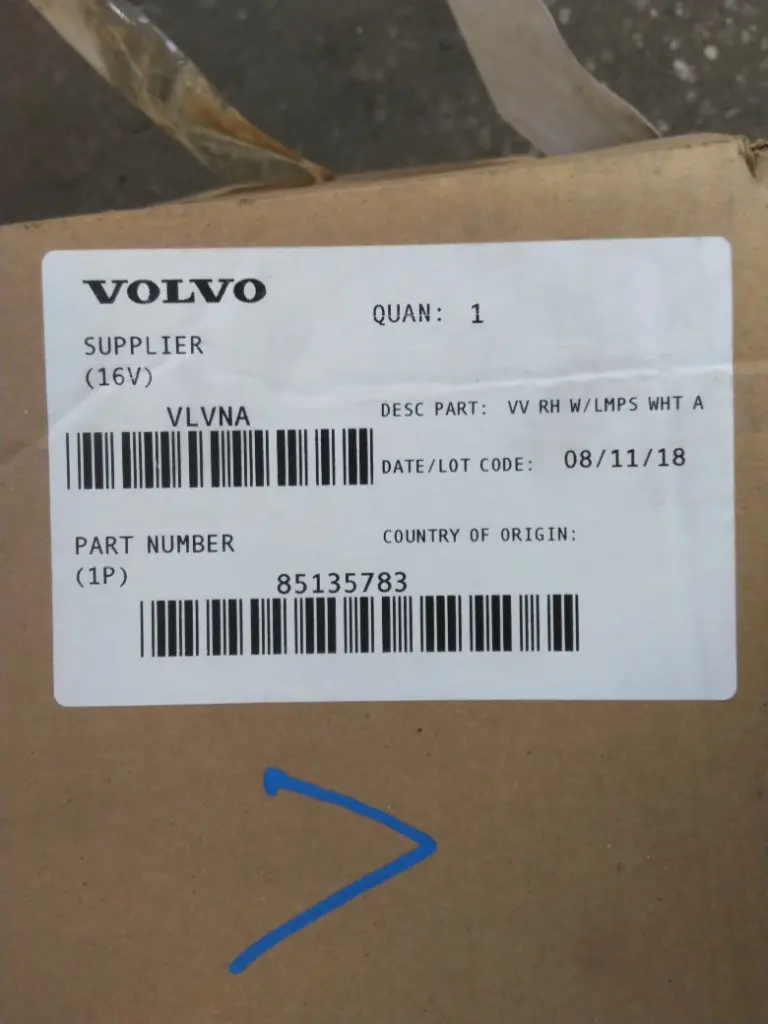 VOLVO
QUAN: 1
SUPPLIER
(16V)
VLVNA
DESC PART: VV RH W/LMPS WHT A
DATE/LOT CODE: 08/11/18
PART NUMBER
(1P)
COUNTRY OF ORIGIN:
85135783